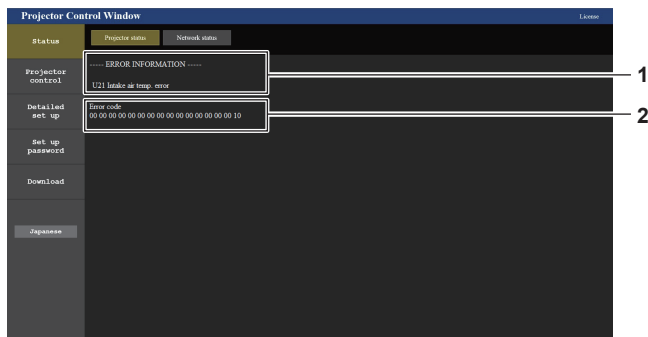 Projector Control Window
License
Status
Projector status
Network status
----- ERROR INFORMATION -----
U21 Intake air temp. error
1
Projector
control
Error code
00 00 00 00 00 00 00 00 00 00 00 00 00 00 00 10
2
Detailed
set up
Set up
password
Download
Japanese